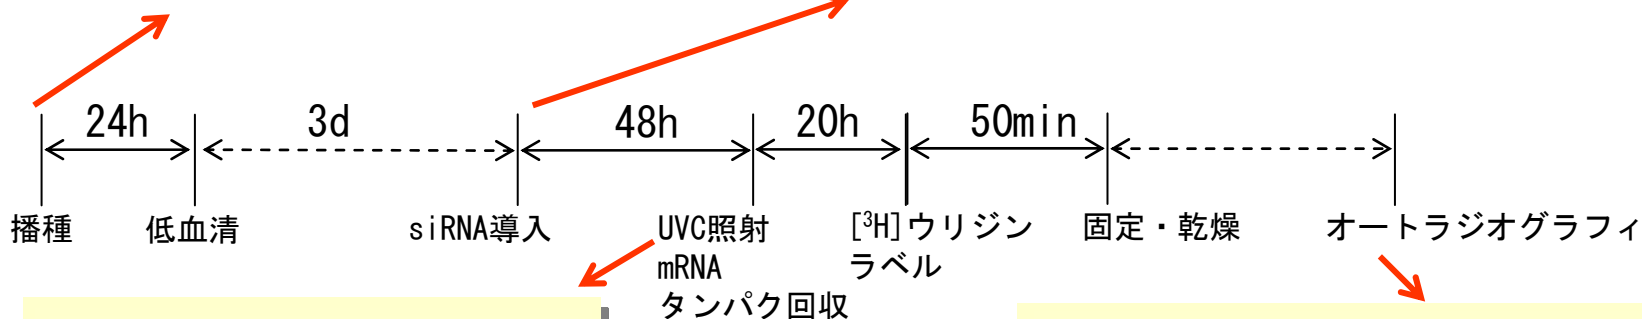 24h 3d 48h 20h 50min
播種 低血清 siRNA導入 UVC照射 [³H]ウリジン 固定・乾燥 オートラジオグラフィ
mRNA ラベル
タンパク回収